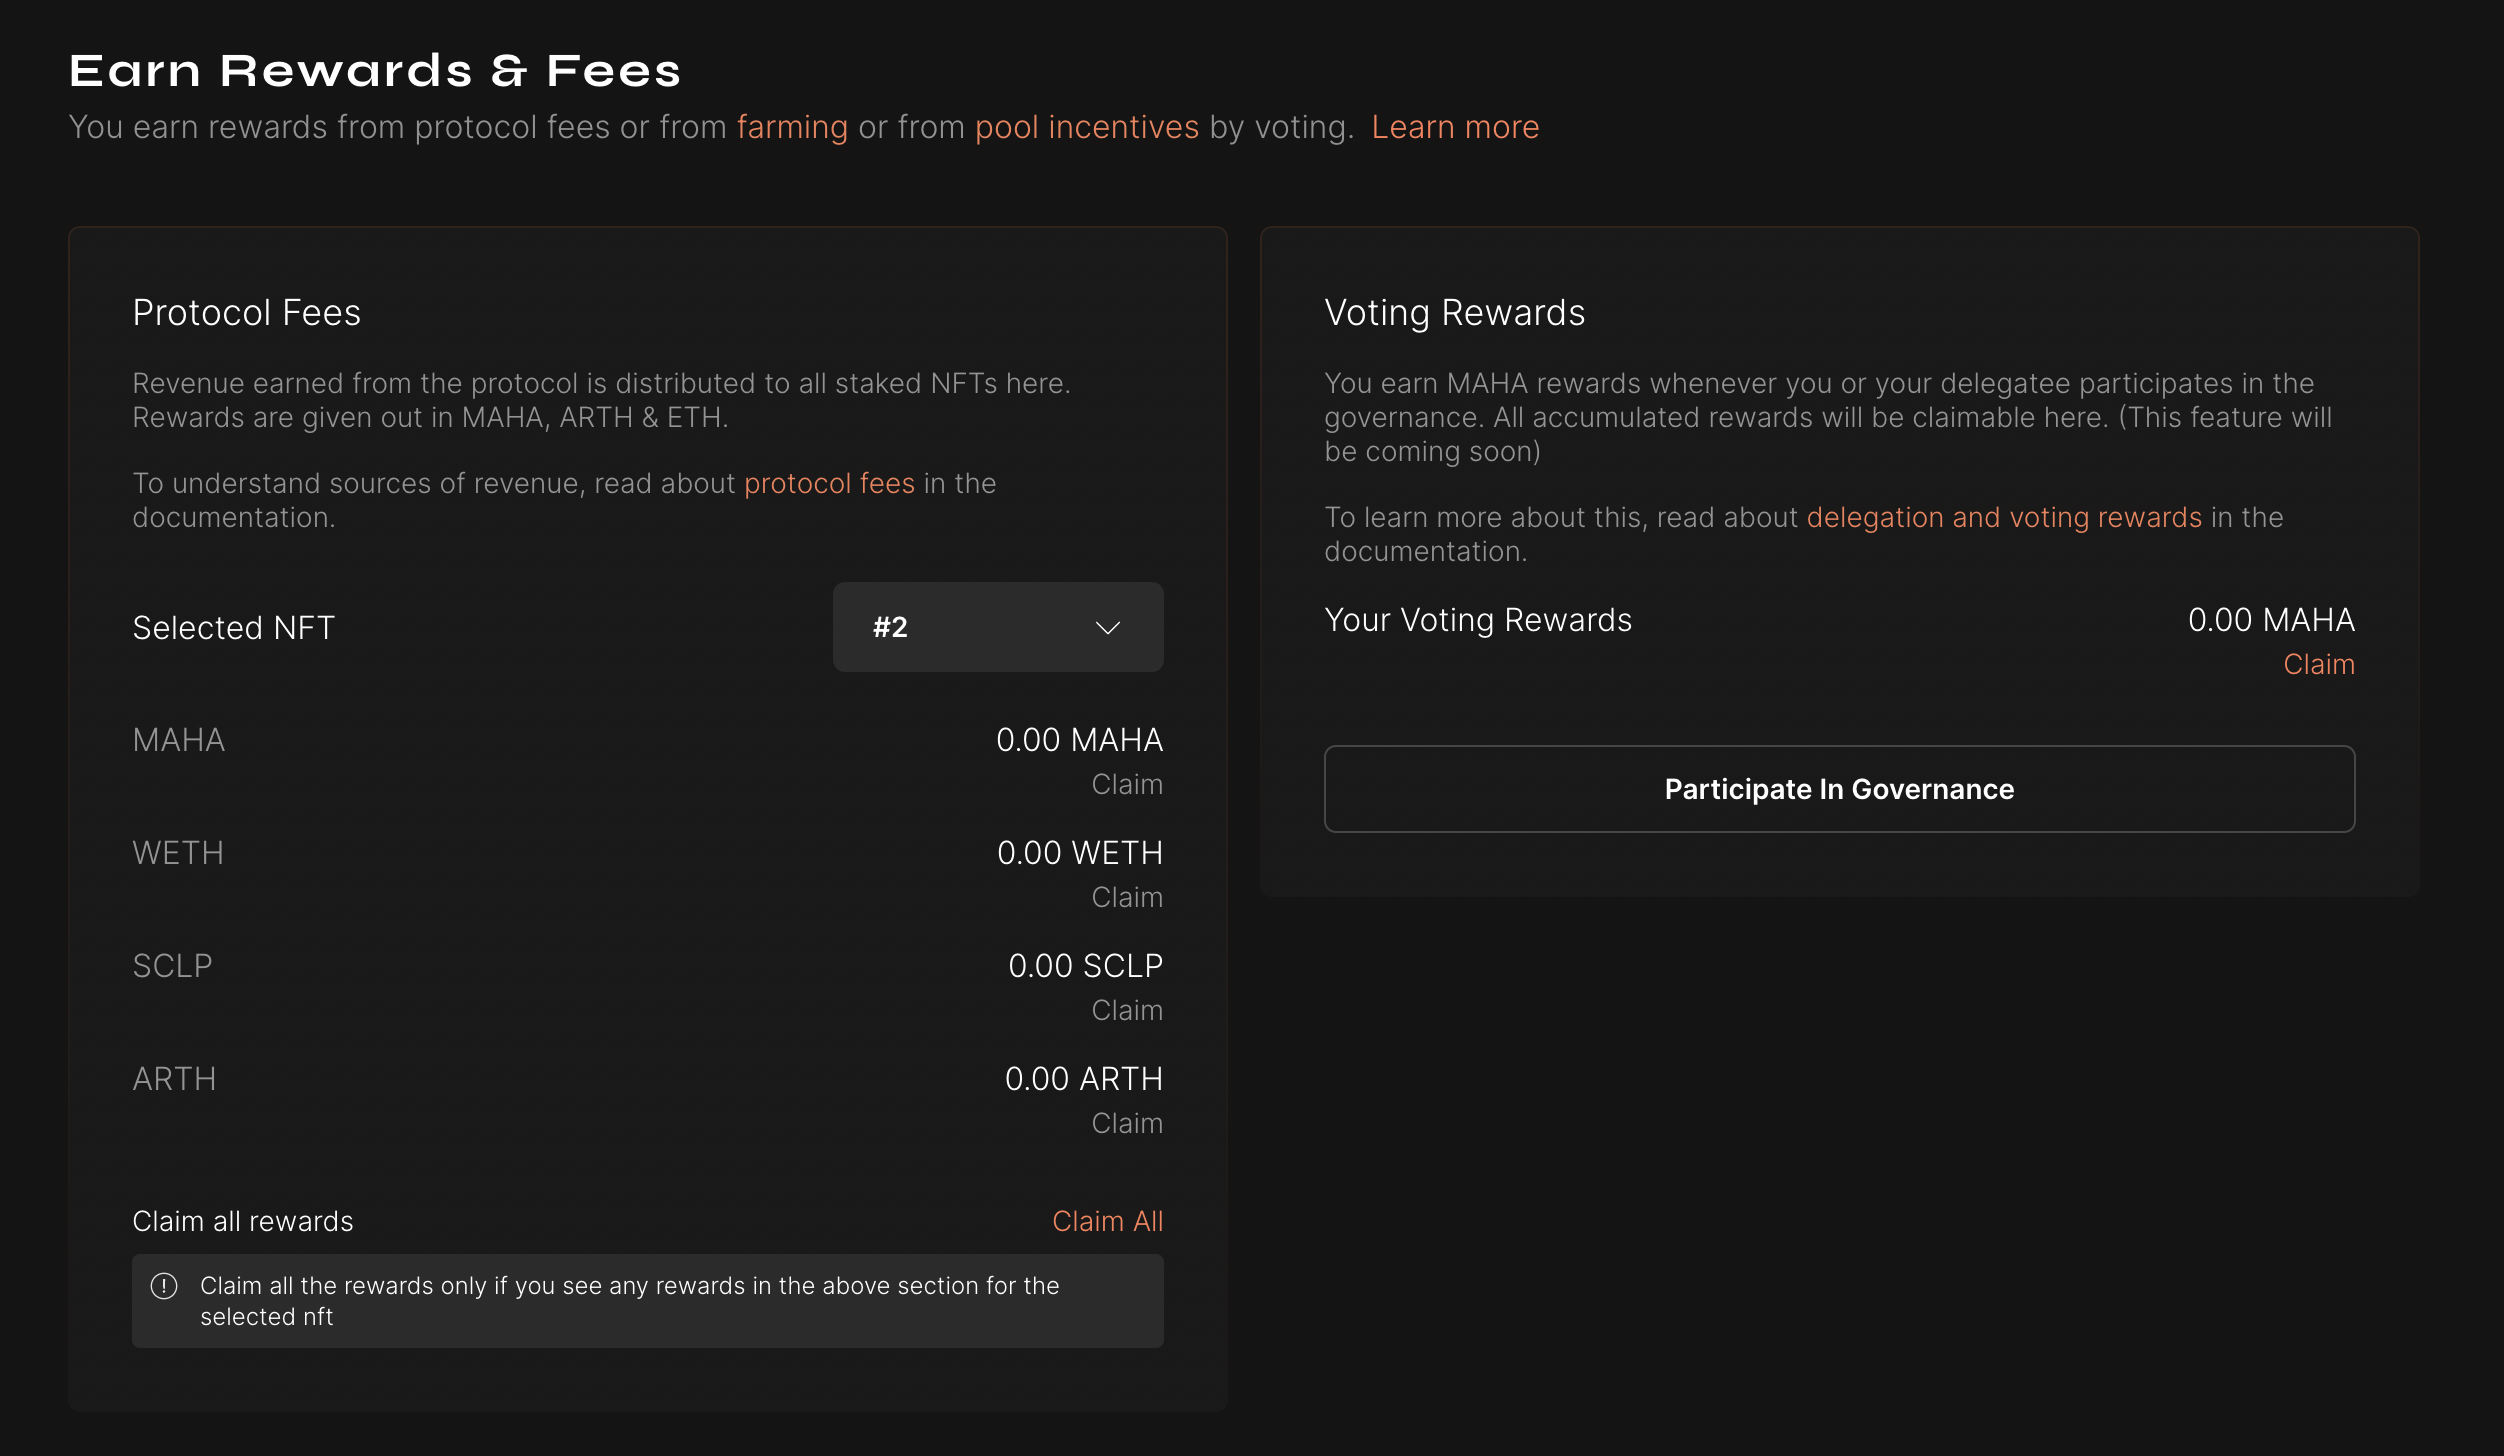 Earn Rewards & Fees
You earn rewards from protocol fees or from farming or from pool incentives by voting. Learn more
Protocol Fees
Revenue earned from the protocol is distributed to all staked NFTs here.
Rewards are given out in MAHA, ARTH & ETH.
To understand sources of revenue, read about protocol fees in the
documentation.
Selected NFT
#2
MAHA
0.00 MAHA
Claim
WETH
0.00 WETH
Claim
SCLP
0.00 SCLP
Claim
ARTH
0.00 ARTH
Claim
Claim all rewards
Claim All
Claim all the rewards only if you see any rewards in the above section for the
selected nft
Voting Rewards
You earn MAHA rewards whenever you or your delegatee participates in the
governance. All accumulated rewards will be claimable here. (This feature will
be coming soon)
To learn more about this, read about delegation and voting rewards in the
documentation.
Your Voting Rewards
0.00 MAHA
Claim
Participate In Governance